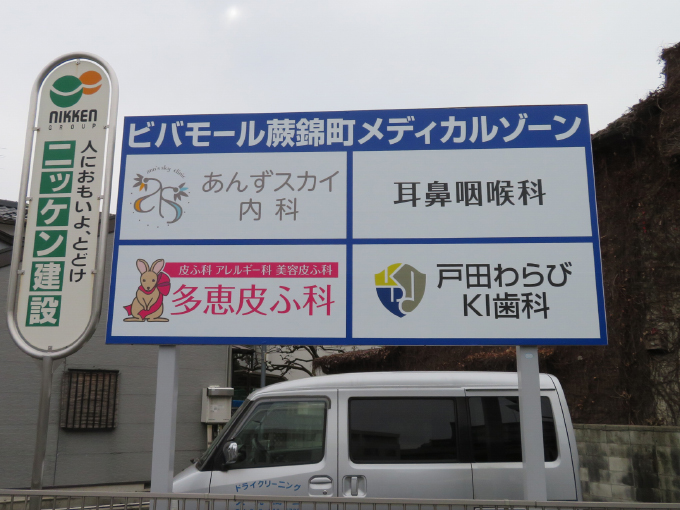 NIKKEN
GROUP
人におもいよ、とどけ
ニッケン建設
ビバモール蕨錦町メディカルゾーン
anzu sky clinic
あんずスカイ
内科
耳鼻咽喉科
皮ふ科 アレルギー科 美容皮ふ科
多恵皮ふ科
KI
戸田わらび
KI歯科
ドライクリーニング